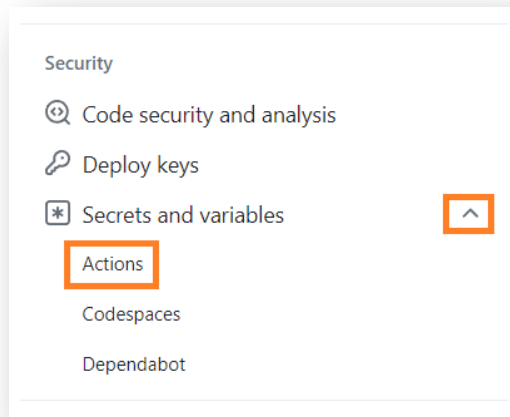 Security
Code security and analysis
Deploy keys
Secrets and variables
Actions
Codespaces
Dependabot